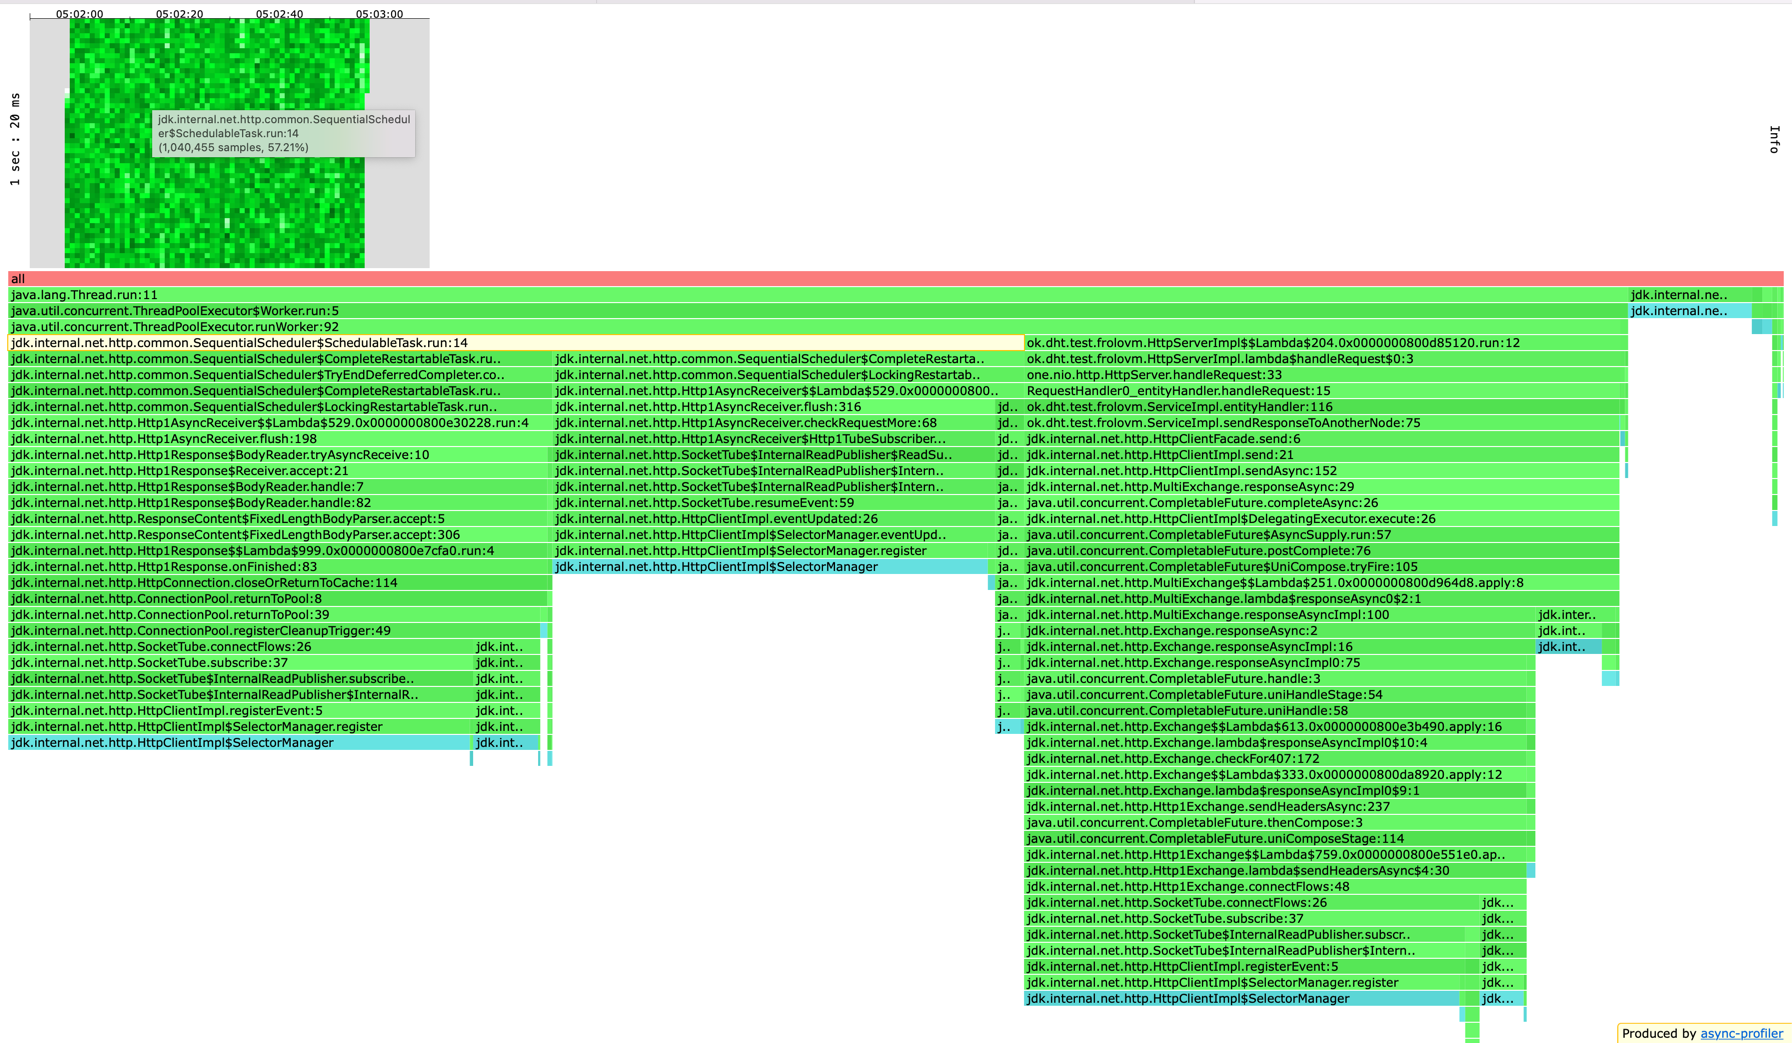 05:02:00 05:02:20 05:02:40 05:03:00
1 sec : 20 ms
jdk.internal.net.http.common.SequentialSchedul
er$SchedulableTask.run:14
(1,040,455 samples, 57.21%)
Info
all
java.lang.Thread.run:11 jdk.internal.ne..
java.util.concurrent.ThreadPoolExecutor$Worker.run:5 jdk.internal.ne..
java.util.concurrent.ThreadPoolExecutor.runWorker:92
jdk.internal.net.http.common.SequentialScheduler$SchedulableTask.run:14 ok.dht.test.frolovm.HttpServerImpl$$Lambda$204.0x0000000800d85120.run:12
jdk.internal.net.http.common.SequentialScheduler$CompleteRestartableTask.ru.. jdk.internal.net.http.common.SequentialScheduler$CompleteRestarta.. ok.dht.test.frolovm.HttpServerImpl.lambda$handleRequest$0:3
jdk.internal.net.http.common.SequentialScheduler$TryEndDeferredCompleter.co.. jdk.internal.net.http.common.SequentialScheduler$LockingRestartab.. one.nio.http.HttpServer.handleRequest:33
jdk.internal.net.http.common.SequentialScheduler$CompleteRestartableTask.ru.. jdk.internal.net.http.Http1AsyncReceiver$$Lambda$529.0x0000000800... RequestHandler0_entityHandler.handleRequest:15
jdk.internal.net.http.common.SequentialScheduler$LockingRestartableTask.run.. jdk.internal.net.http.Http1AsyncReceiver.flush:316 jd.. ok.dht.test.frolovm.ServiceImpl.entityHandler:116
jdk.internal.net.http.Http1AsyncReceiver$$Lambda$529.0x0000000800e30228.run:4 jdk.internal.net.http.Http1AsyncReceiver.checkRequestMore:68 jd.. ok.dht.test.frolovm.ServiceImpl.sendResponseToAnotherNode:75
jdk.internal.net.http.Http1AsyncReceiver.flush:198 jdk.internal.net.http.Http1AsyncReceiver$Http1TubeSubscriber... jd.. jdk.internal.net.http.HttpClientFacade.send:6
jdk.internal.net.http.Http1Response$BodyReader.tryAsyncReceive:10 jdk.internal.net.http.SocketTube$InternalReadPublisher$ReadSu.. jd.. jdk.internal.net.http.HttpClientImpl.send:21
jdk.internal.net.http.Http1Response$Receiver.accept:21 jdk.internal.net.http.SocketTube$InternalReadPublisher$Intern.. jd.. jdk.internal.net.http.HttpClientImpl.sendAsync:152
jdk.internal.net.http.Http1Response$BodyReader.handle:7 jdk.internal.net.http.SocketTube$InternalReadPublisher$Intern.. ja.. jdk.internal.net.http.MultiExchange.responseAsync:29
jdk.internal.net.http.Http1Response$BodyReader.handle:82 jdk.internal.net.http.SocketTube.resumeEvent:59 ja.. java.util.concurrent.CompletableFuture.completeAsync:26
jdk.internal.net.http.ResponseContent$FixedLengthBodyParser.accept:5 jdk.internal.net.http.HttpClientImpl.eventUpdated:26 ja.. jdk.internal.net.http.HttpClientImpl$DelegatingExecutor.execute:26
jdk.internal.net.http.ResponseContent$FixedLengthBodyParser.accept:306 jdk.internal.net.http.HttpClientImpl$SelectorManager.eventUpd.. ja.. java.util.concurrent.CompletableFuture$AsyncSupply.run:57
jdk.internal.net.http.Http1Response$$Lambda$999.0x0000000800e7cfa0.run:4 jdk.internal.net.http.HttpClientImpl$SelectorManager.register jd.. java.util.concurrent.CompletableFuture.postComplete:76
jdk.internal.net.http.Http1Response.onFinished:83 jdk.internal.net.http.HttpClientImpl$SelectorManager ja.. java.util.concurrent.CompletableFuture$UniCompose.tryFire:105
jdk.internal.net.http.HttpConnection.closeOrReturnToCache:114 ja.. jdk.internal.net.http.MultiExchange$$Lambda$251.0x0000000800d964d8.apply:8
jdk.internal.net.http.ConnectionPool.returnToPool:8 ja.. jdk.internal.net.http.MultiExchange.lambda$responseAsync0$2:1
jdk.internal.net.http.ConnectionPool.returnToPool:39 ja.. jdk.internal.net.http.MultiExchange.responseAsyncImpl:100 jdk.inter..
jdk.internal.net.http.ConnectionPool.registerCleanupTrigger:49 j.. jdk.internal.net.http.Exchange.responseAsync:2 jdk.int..
jdk.internal.net.http.SocketTube.connectFlows:26 jdk.int.. j.. jdk.internal.net.http.Exchange.responseAsyncImpl:16 jdk.int..
jdk.internal.net.http.SocketTube.subscribe:37 jdk.int.. j.. jdk.internal.net.http.Exchange.responseAsyncImpl0:75
jdk.internal.net.http.SocketTube$InternalReadPublisher.subscribe.. jdk.int.. j.. java.util.concurrent.CompletableFuture.handle:3
jdk.internal.net.http.SocketTube$InternalReadPublisher$InternalR.. jdk.int.. j.. java.util.concurrent.CompletableFuture.uniHandleStage:54
jdk.internal.net.http.HttpClientImpl.registerEvent:5 jdk.int.. j.. java.util.concurrent.CompletableFuture.uniHandle:58
jdk.internal.net.http.HttpClientImpl$SelectorManager.register jdk.int.. j.. jdk.internal.net.http.Exchange$$Lambda$613.0x0000000800e3b490.apply:16
jdk.internal.net.http.HttpClientImpl$SelectorManager jdk.int.. jdk.internal.net.http.Exchange.lambda$responseAsyncImpl0$10:4
jdk.internal.net.http.Exchange.checkFor407:172
jdk.internal.net.http.Exchange$$Lambda$333.0x0000000800da8920.apply:12
jdk.internal.net.http.Exchange.lambda$responseAsyncImpl0$9:1
jdk.internal.net.http.Http1Exchange.sendHeadersAsync:237
java.util.concurrent.CompletableFuture.thenCompose:3
java.util.concurrent.CompletableFuture.uniComposeStage:114
jdk.internal.net.http.Http1Exchange$$Lambda$759.0x0000000800e551e0.ap..
jdk.internal.net.http.Http1Exchange.lambda$sendHeadersAsync$4:30
jdk.internal.net.http.Http1Exchange.connectFlows:48
jdk.internal.net.http.SocketTube.connectFlows:26 jdk...
jdk.internal.net.http.SocketTube.subscribe:37 jdk...
jdk.internal.net.http.SocketTube$InternalReadPublisher.subscr.. jdk...
jdk.internal.net.http.SocketTube$InternalReadPublisher$Intern.. jdk...
jdk.internal.net.http.HttpClientImpl.registerEvent:5 jdk...
jdk.internal.net.http.HttpClientImpl$SelectorManager.register jdk...
jdk.internal.net.http.HttpClientImpl$SelectorManager jdk...
Produced by async-profiler